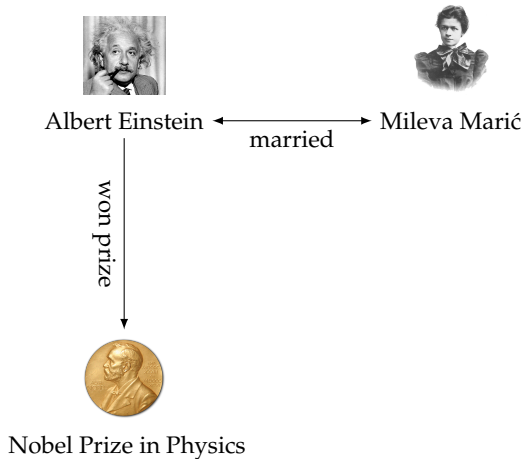 Albert Einstein
married
Mileva Marić
won prize
Nobel Prize in Physics